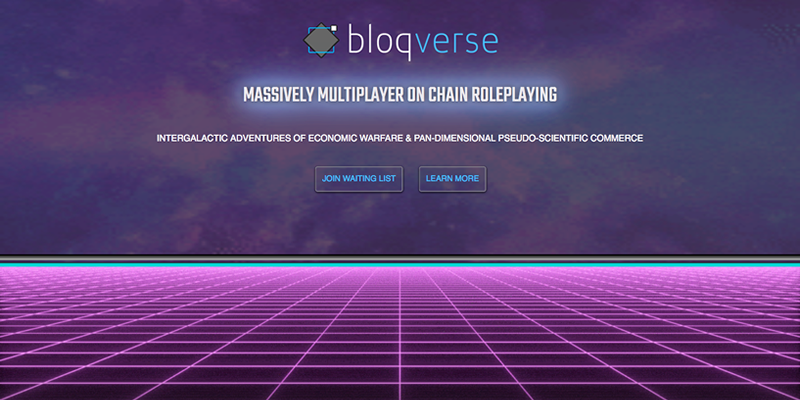 bloqverse
MASSIVELY MULTIPLAYER ON CHAIN ROLEPLAYING
INTERGALACTIC ADVENTURES OF ECONOMIC WARFARE & PAN-DIMENSIONAL PSEUDO-SCIENTIFIC COMMERCE
JOIN WAITING LIST
LEARN MORE